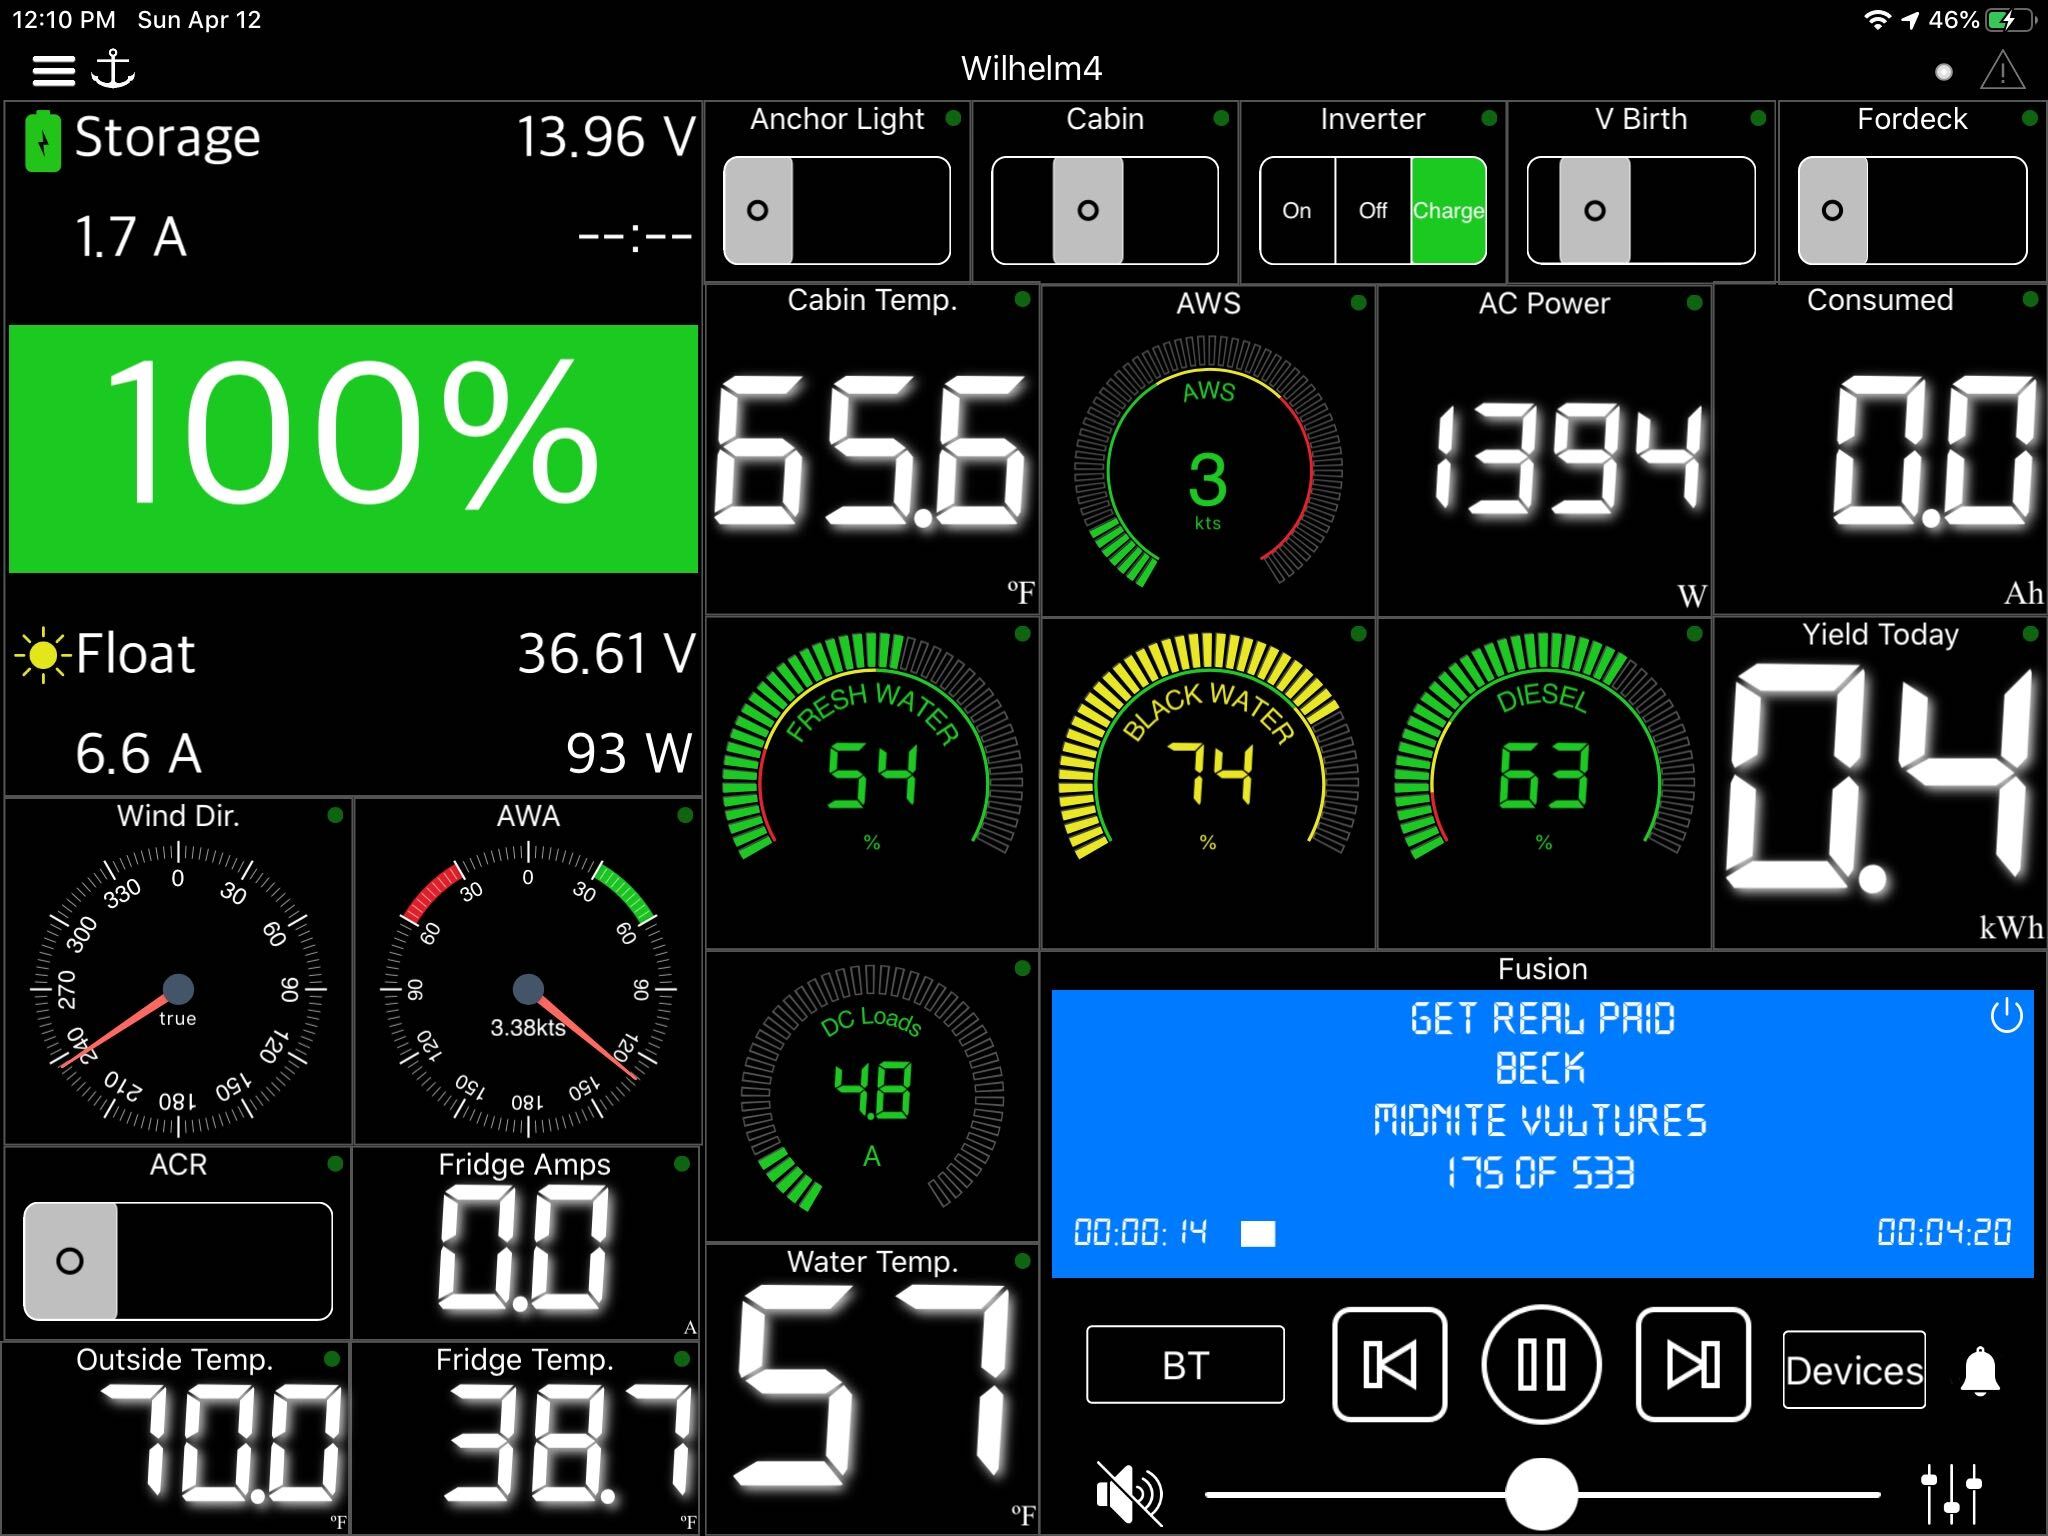 12:10 PM Sun Apr 12
46%
Wilhelm4
Storage 13.96 V
1.7 A --:--
100%
Float 36.61 V
6.6 A 93 W
Anchor Light
Cabin
Inverter
On Off Charge
V Birth
Fordeck
Cabin Temp.
65.6
ºF
AWS
AWS
3
kts
AC Power
1394
W
Consumed
0.0
Ah
FRESH WATER
54
%
BLACK WATER
74
%
DIESEL
63
%
Yield Today
0.4
kWh
Wind Dir.
0 30 60 90 120 150 180 210 240 270 300 330
true
AWA
0 30 60 90 120 150 180 150 120 90 60 30
3.38kts
DC Loads
4.8
A
ACR
Fridge Amps
0.0
A
Outside Temp.
70.0
ºF
Fridge Temp.
38.7
ºF
Water Temp.
57
ºF
Fusion
GET REAL PAID
BECK
MIDNITE VULTURES
175 OF 533
00:00:14 00:04:20
BT
Devices